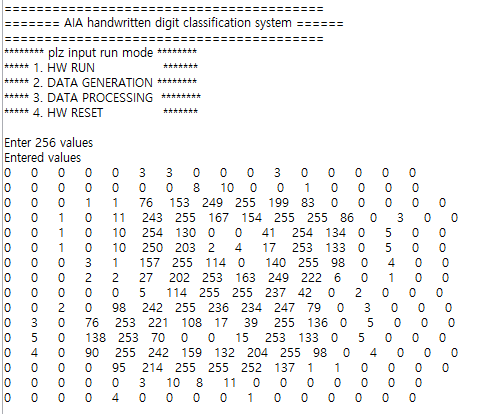 ========================================
======= AIA handwritten digit classification system ======
========================================
******** plz input run mode ********
***** 1. HW RUN *******
***** 2. DATA GENERATION ********
***** 3. DATA PROCESSING ********
***** 4. HW RESET *******
Enter 256 values
Entered values
0 0 0 0 0 3 3 0 0 0 3 0 0 0 0 0
0 0 0 0 0 0 0 8 10 0 0 1 0 0 0 0
0 0 0 1 1 76 153 249 255 199 83 0 0 0 0 0
0 0 1 0 11 243 255 167 154 255 255 86 0 3 0 0
0 0 1 0 10 254 130 0 0 41 254 134 0 5 0 0
0 0 1 0 10 250 203 2 4 17 253 133 0 5 0 0
0 0 0 3 1 157 255 114 0 140 255 98 0 4 0 0
0 0 0 2 2 27 202 253 163 249 222 6 0 1 0 0
0 0 0 0 0 5 114 255 255 237 42 0 2 0 0 0
0 0 2 0 98 242 255 236 234 247 79 0 3 0 0 0
0 3 0 76 253 221 108 17 39 255 136 0 5 0 0 0
0 5 0 138 253 70 0 0 15 253 133 0 5 0 0 0
0 4 0 90 255 242 159 132 204 255 98 0 4 0 0 0
0 0 0 0 95 214 255 255 252 137 1 1 0 0 0 0
0 0 0 0 0 3 10 8 11 0 0 0 0 0 0 0
0 0 0 0 4 0 0 0 0 1 0 0 0 0 0 0